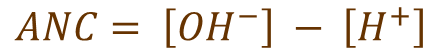 ANC = [OH⁻] − [H⁺]